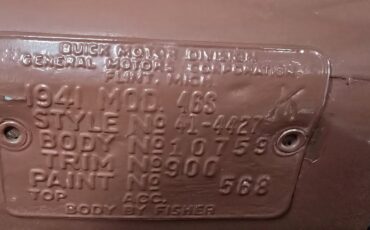 BUICK MOTOR DIVISION
GENERAL MOTORS CORPORATION
FLINT, MICH
1941 MOD. 46S
STYLE No 41-4427
BODY No 10759
TRIM No 900
PAINT No 568
TOP ACC.
BODY BY FISHER